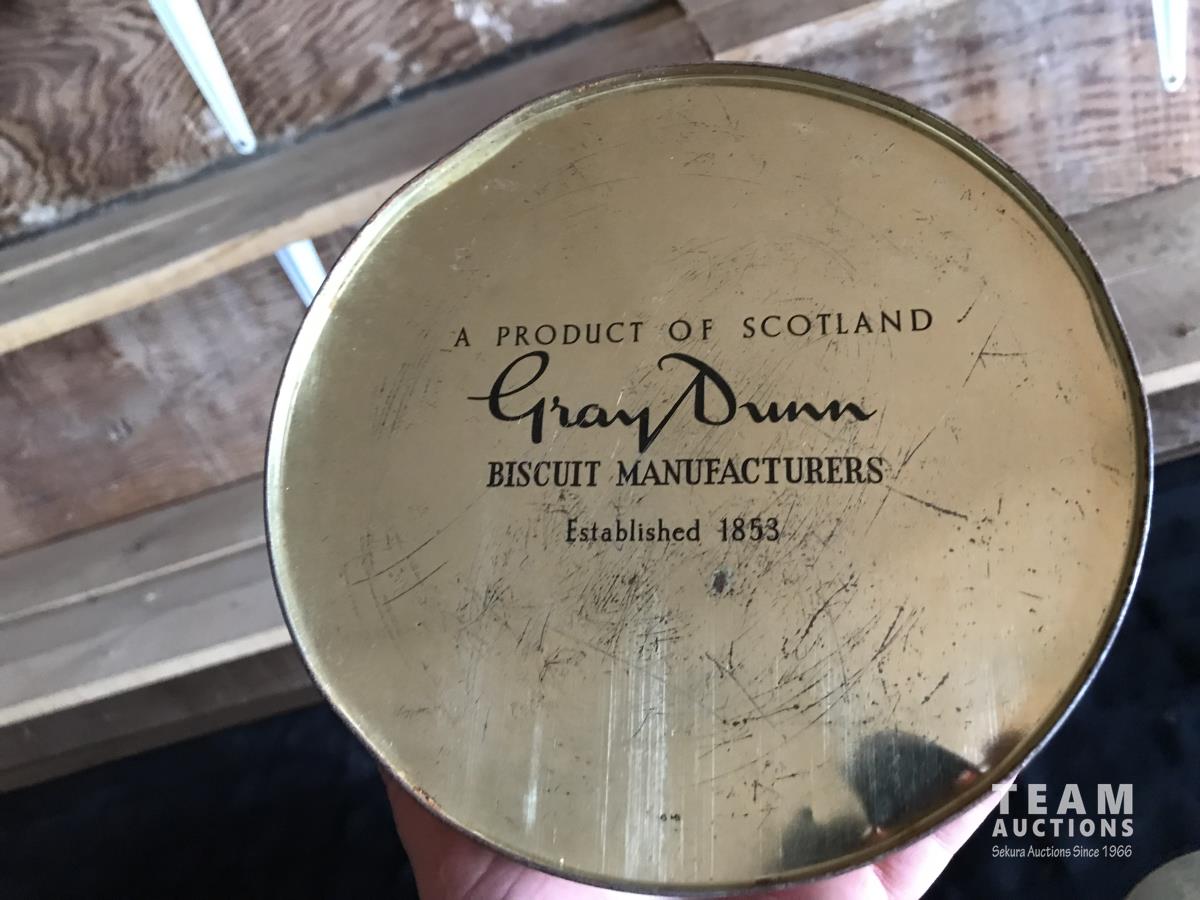 A PRODUCT OF SCOTLAND
Gray Dunn
BISCUIT MANUFACTURERS
Established 1853
TEAM
AUCTIONS
Sekura Auctions Since 1966